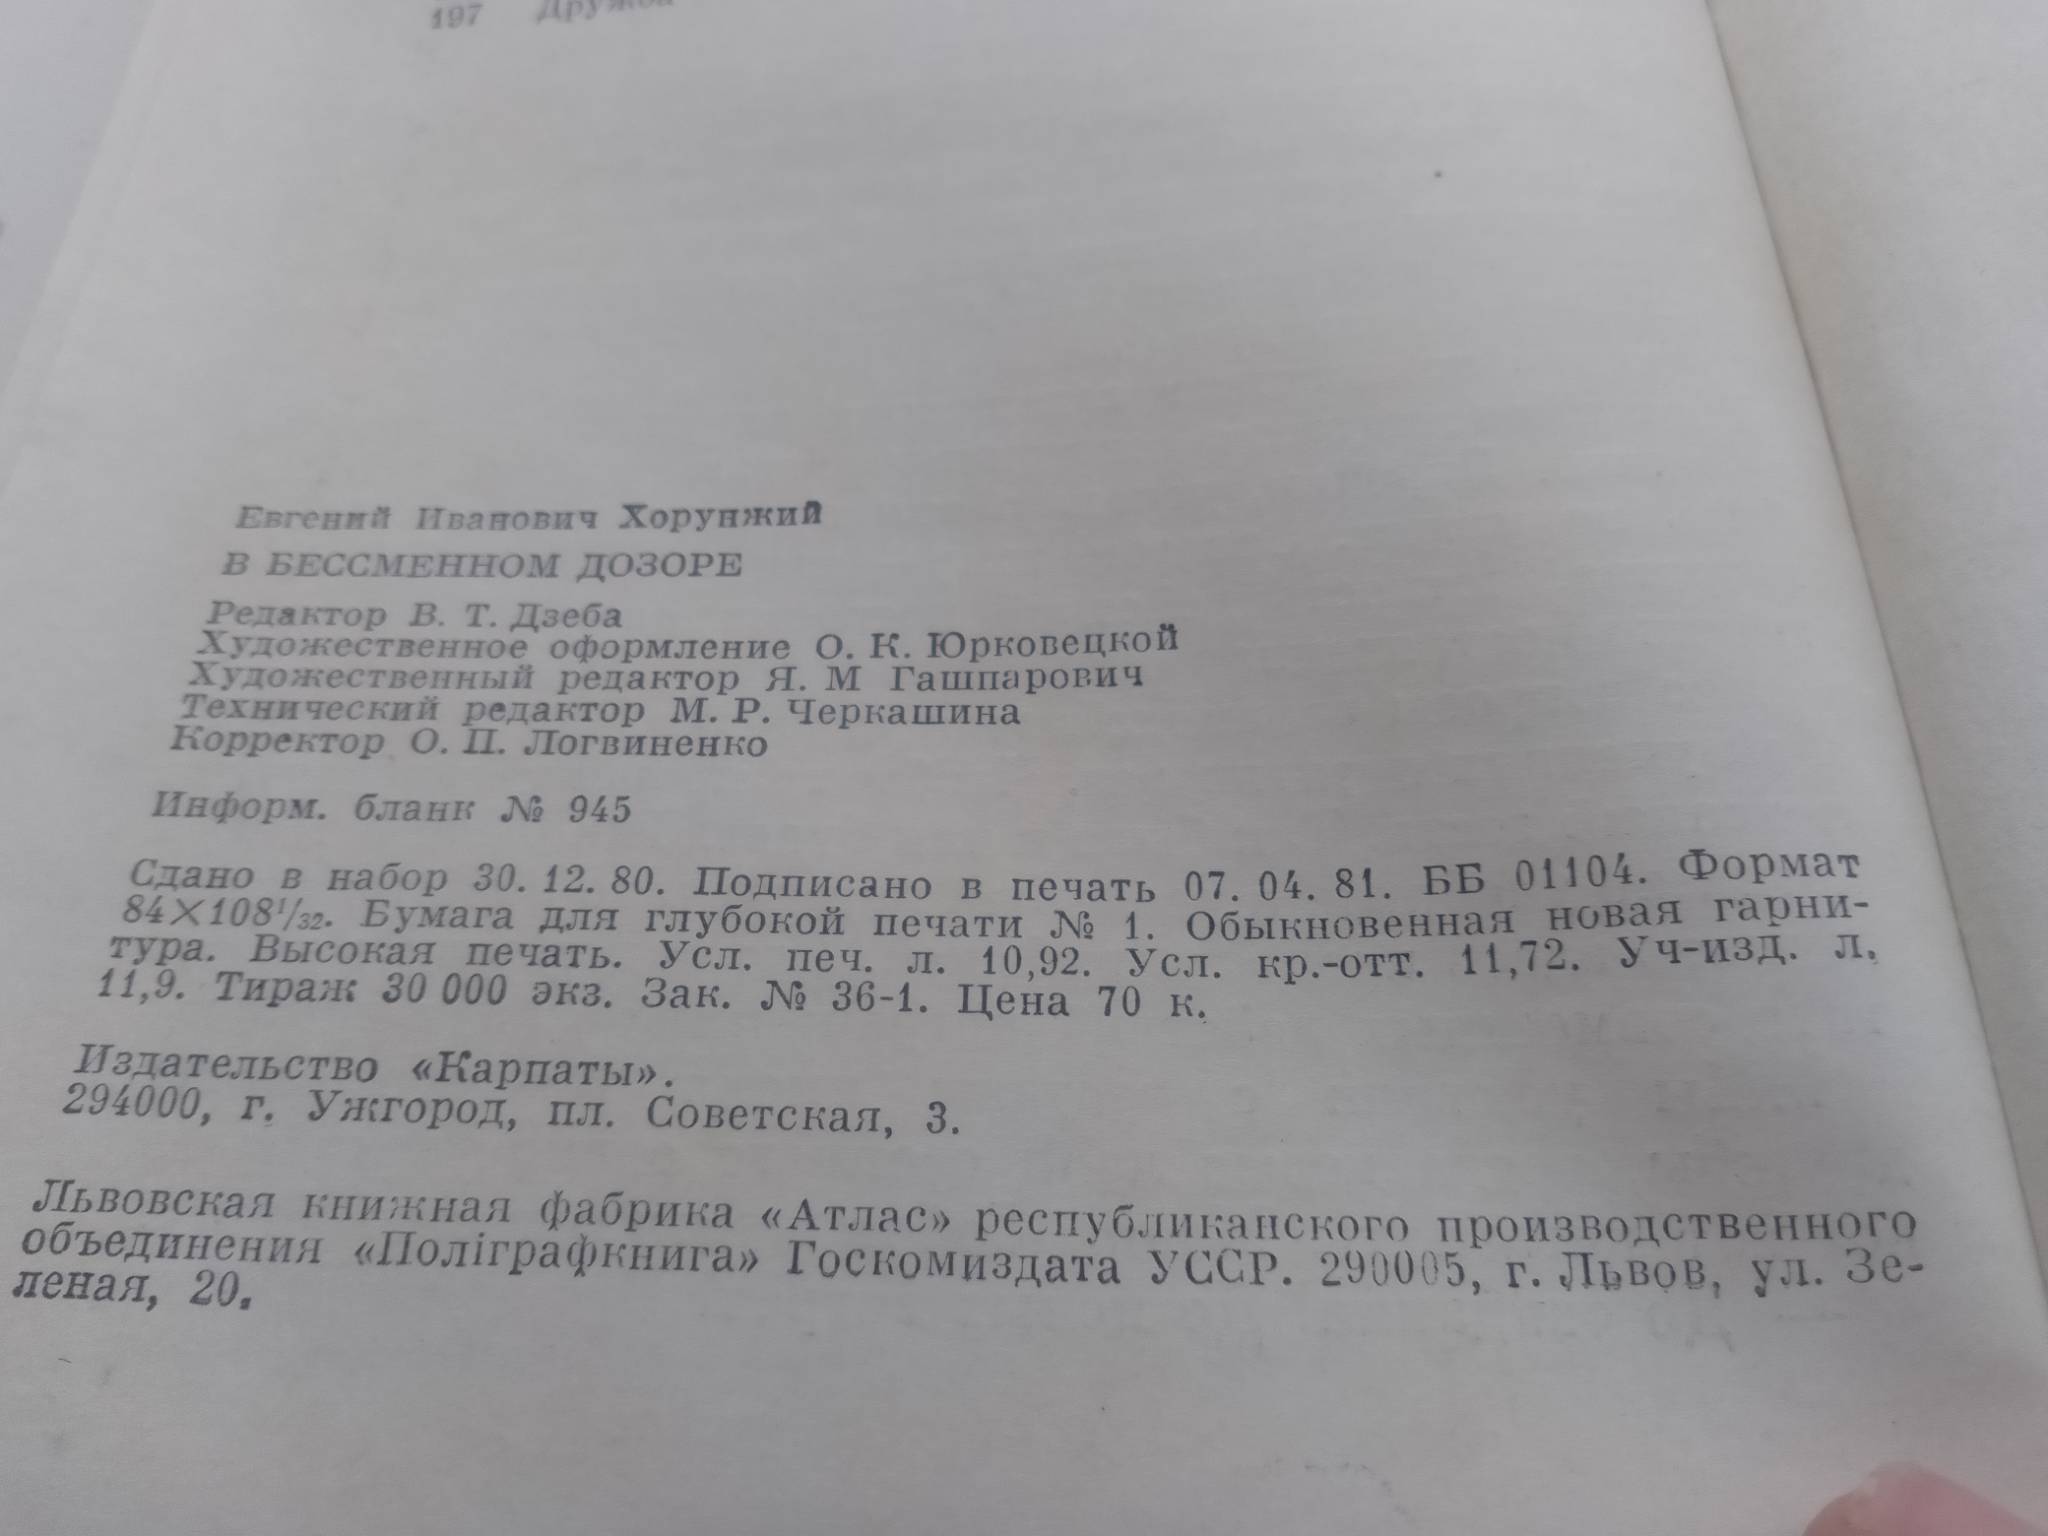 197 Дружба
Евгений Иванович Хорунжий
В БЕССМЕННОМ ДОЗОРЕ
Редактор В. Т. Дзеба
Художественное оформление О. К. Юрковецкой
Художественный редактор Я. М Гашпарович
Технический редактор М. Р. Черкашина
Корректор О. П. Логвиненко
Информ. бланк № 945
Сдано в набор 30. 12. 80. Подписано в печать 07. 04. 81. ББ 01104. Формат
84×108¹/₃₂. Бумага для глубокой печати № 1. Обыкновенная новая гарни-
тура. Высокая печать. Усл. печ. л. 10,92. Усл. кр.-отт. 11,72. Уч-изд. л.
11,9. Тираж 30 000 экз. Зак. № 36-1. Цена 70 к.
Издательство «Карпаты».
294000, г. Ужгород, пл. Советская, 3.
Львовская книжная фабрика «Атлас» республиканского производственного
объединения «Поліграфкнига» Госкомиздата УССР. 290005, г. Львов, ул. Зе-
леная, 20.